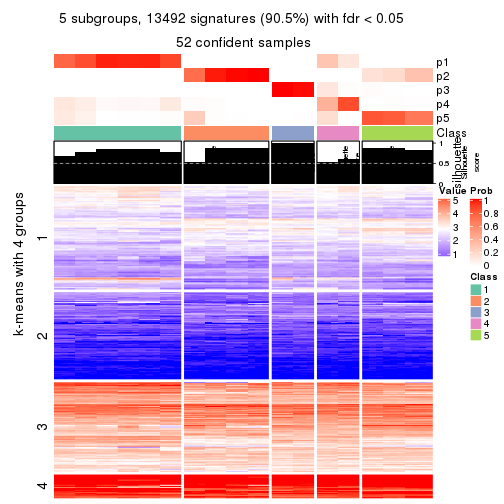 5 subgroups, 13492 signatures (90.5%) with fdr < 0.05
52 confident samples
p1
p2
p3
p4
p5
Class
1
0.5
0
silhouette
Silhouette
score
k-means with 4 groups
1
2
3
4
Value
5
4
3
2
1
Prob
1
0.8
0.6
0.4
0.2
0
Class
1
2
3
4
5